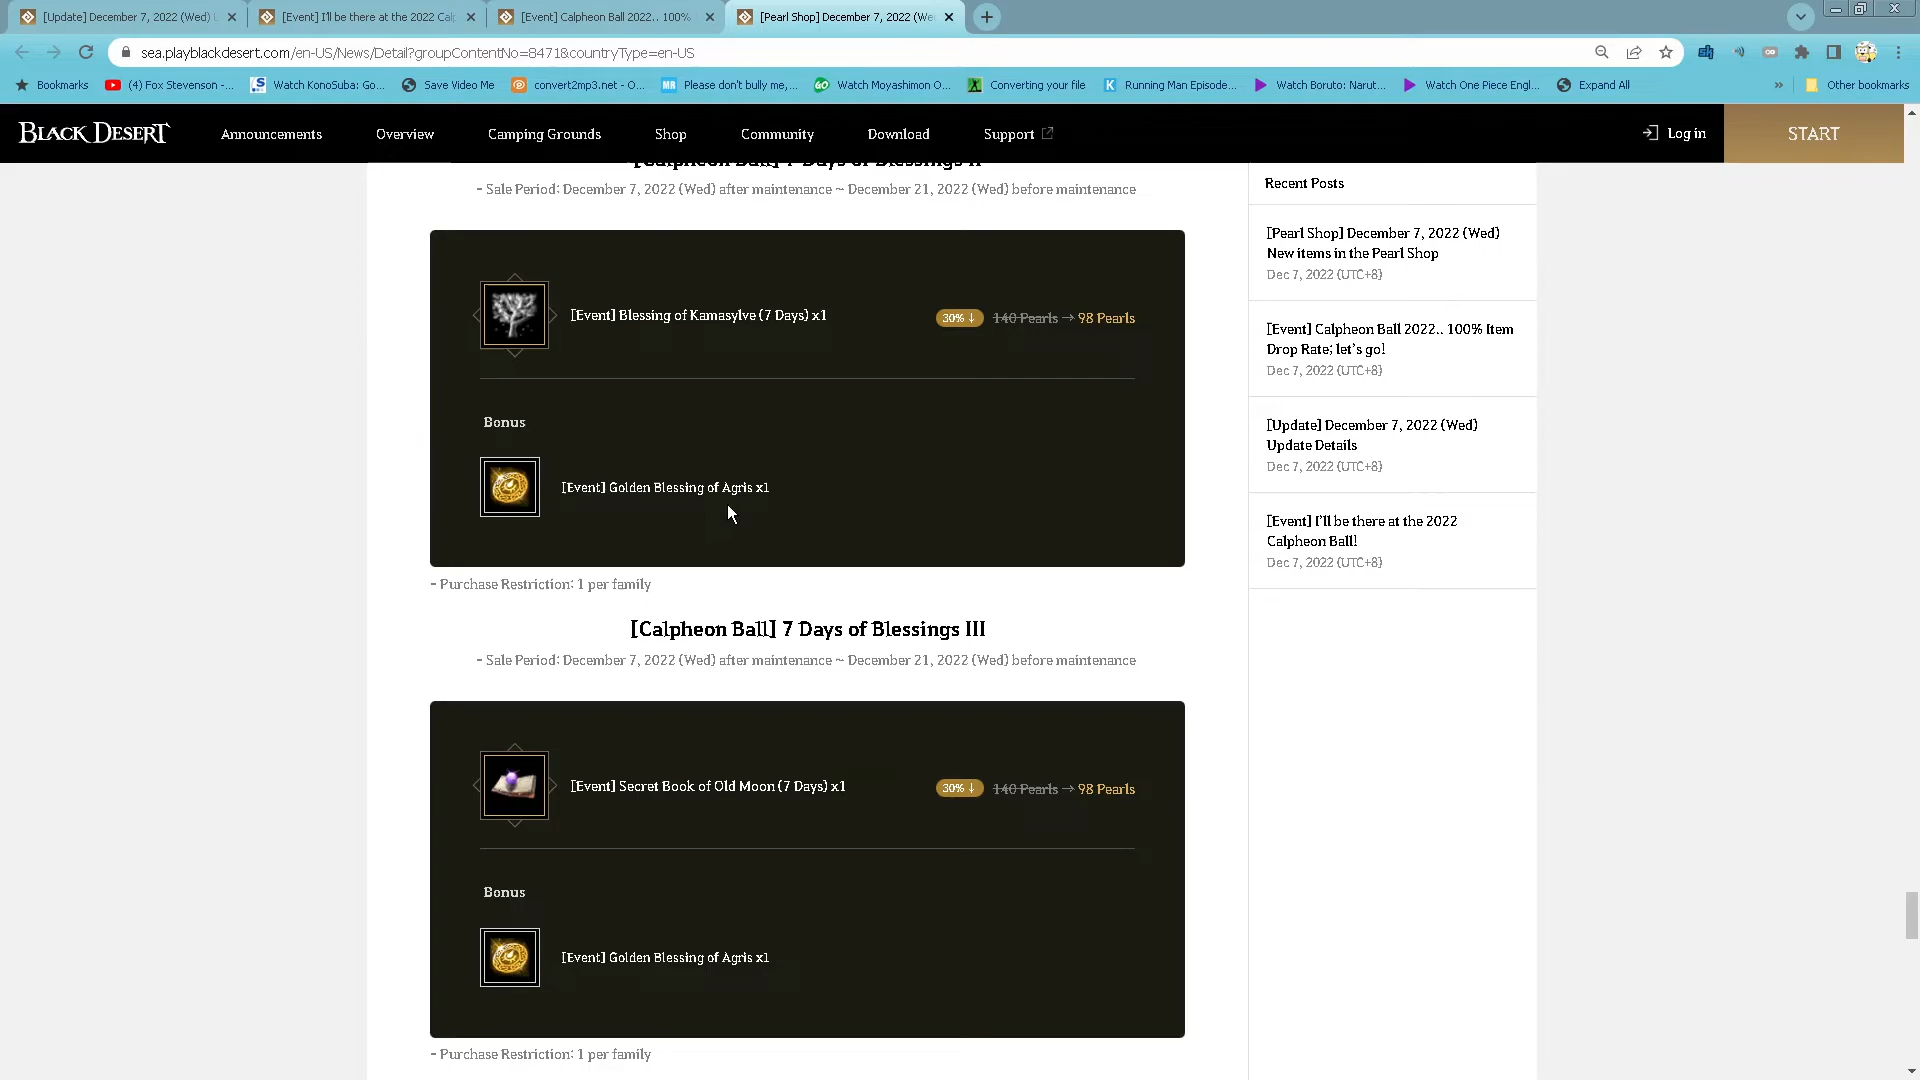 [Update] December 7, 2022 (Wed)
[Event] I'll be there at the 2022 Cal
[Event] Calpheon Ball 2022.. 100%
[Pearl Shop] December 7, 2022 (We
sea.playblackdesert.com/en-US/News/Detail?groupContentNo=8471&countryType=en-US
Bookmarks
(4) Fox Stevenson -...
Watch KonoSuba: Go...
Save Video Me
convert2mp3.net - O...
Please don't bully me,...
Watch Moyashimon O...
Converting your file
Running Man Episode...
Watch Boruto: Narut...
Watch One Piece Engl...
Expand All
»
Other bookmarks
BLACK DESERT
Announcements
Overview
Camping Grounds
Shop
Community
Download
Support
Log in
START
[Calpheon Ball] 7 Days of Blessings II
- Sale Period: December 7, 2022 (Wed) after maintenance ~ December 21, 2022 (Wed) before maintenance
[Event] Blessing of Kamasylve (7 Days) x1
30% ↓ 140 Pearls → 98 Pearls
Bonus
[Event] Golden Blessing of Agris x1
- Purchase Restriction: 1 per family
[Calpheon Ball] 7 Days of Blessings III
- Sale Period: December 7, 2022 (Wed) after maintenance ~ December 21, 2022 (Wed) before maintenance
[Event] Secret Book of Old Moon (7 Days) x1
30% ↓ 140 Pearls → 98 Pearls
Bonus
[Event] Golden Blessing of Agris x1
- Purchase Restriction: 1 per family
Recent Posts
[Pearl Shop] December 7, 2022 (Wed)
New items in the Pearl Shop
Dec 7, 2022 (UTC+8)
[Event] Calpheon Ball 2022.. 100% Item
Drop Rate; let's go!
Dec 7, 2022 (UTC+8)
[Update] December 7, 2022 (Wed)
Update Details
Dec 7, 2022 (UTC+8)
[Event] I'll be there at the 2022
Calpheon Ball!
Dec 7, 2022 (UTC+8)